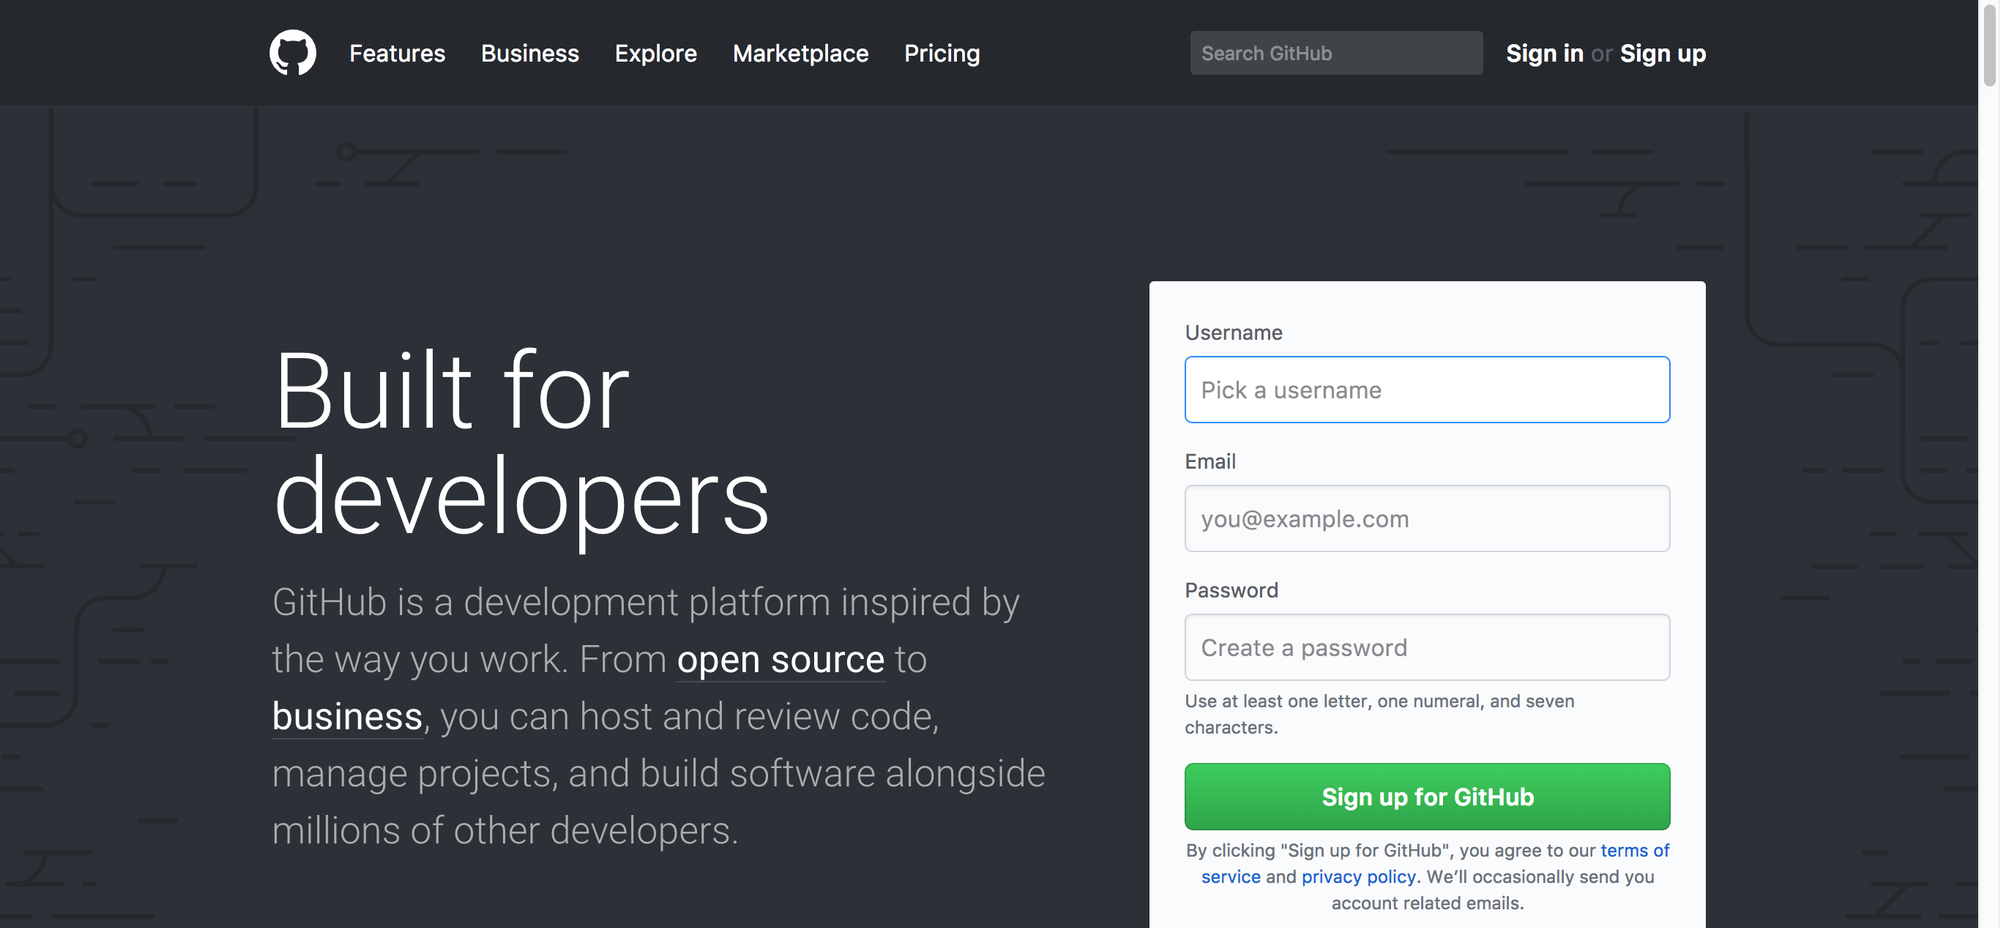 Features Business Explore Marketplace Pricing Search GitHub Sign in or Sign up
Built for
developers
GitHub is a development platform inspired by
the way you work. From open source to
business, you can host and review code,
manage projects, and build software alongside
millions of other developers.
Username
Pick a username
Email
you@example.com
Password
Create a password
Use at least one letter, one numeral, and seven
characters.
Sign up for GitHub
By clicking "Sign up for GitHub", you agree to our terms of
service and privacy policy. We’ll occasionally send you
account related emails.